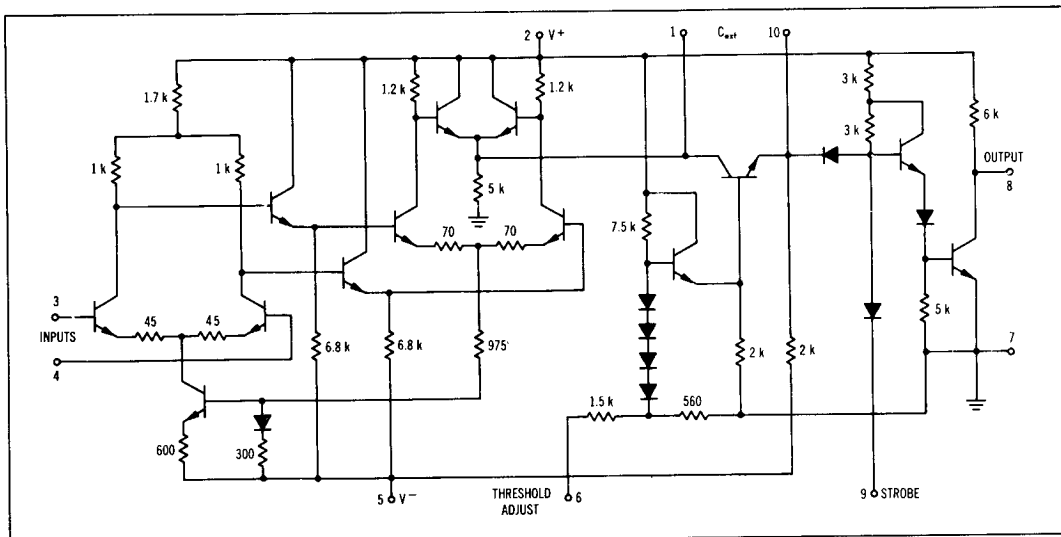 2 V+
1 Cext 10
1.7 k
1.2 k
1.2 k
3 k
3 k
6 k
1 k
1 k
OUTPUT
8
5 k
70
70
7.5 k
3
INPUTS
4
45
45
6.8 k
6.8 k
975
2 k
2 k
5 k
7
1.5 k
560
600
300
5 V−
THRESHOLD
ADJUST
6
9 STROBE